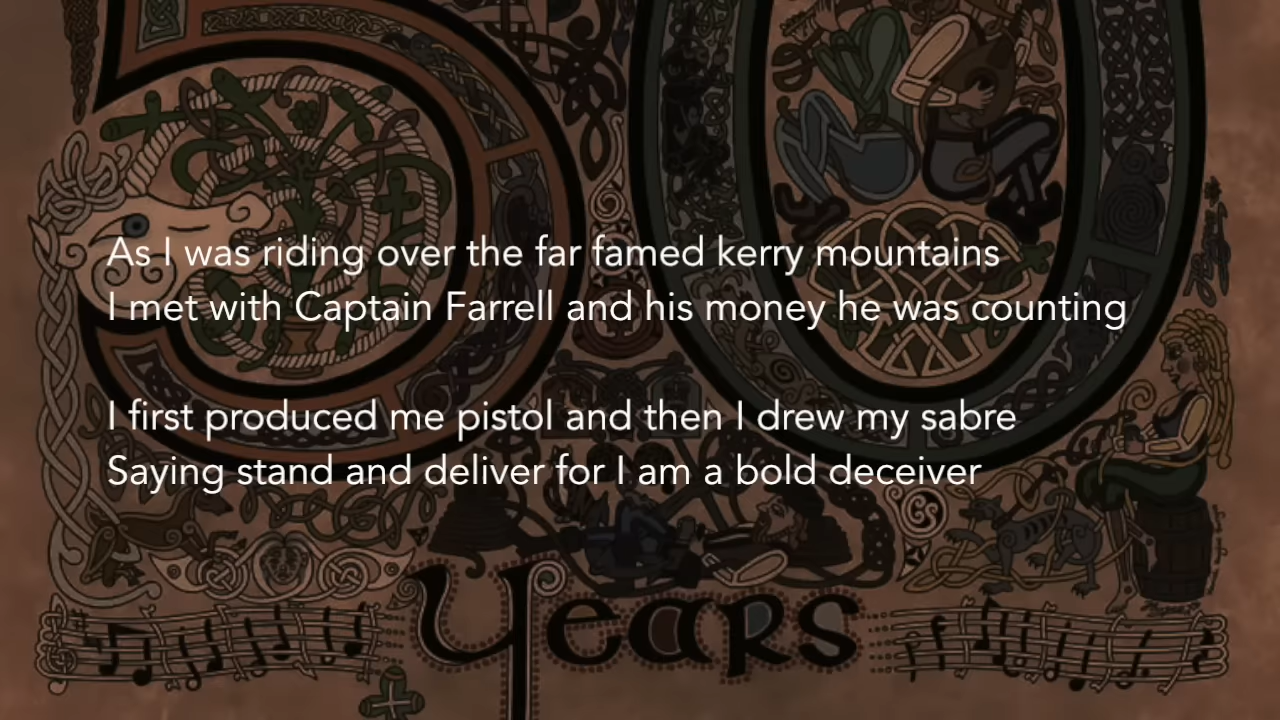 50
As I was riding over the far famed kerry mountains
I met with Captain Farrell and his money he was counting
I first produced me pistol and then I drew my sabre
Saying stand and deliver for I am a bold deceiver
Years